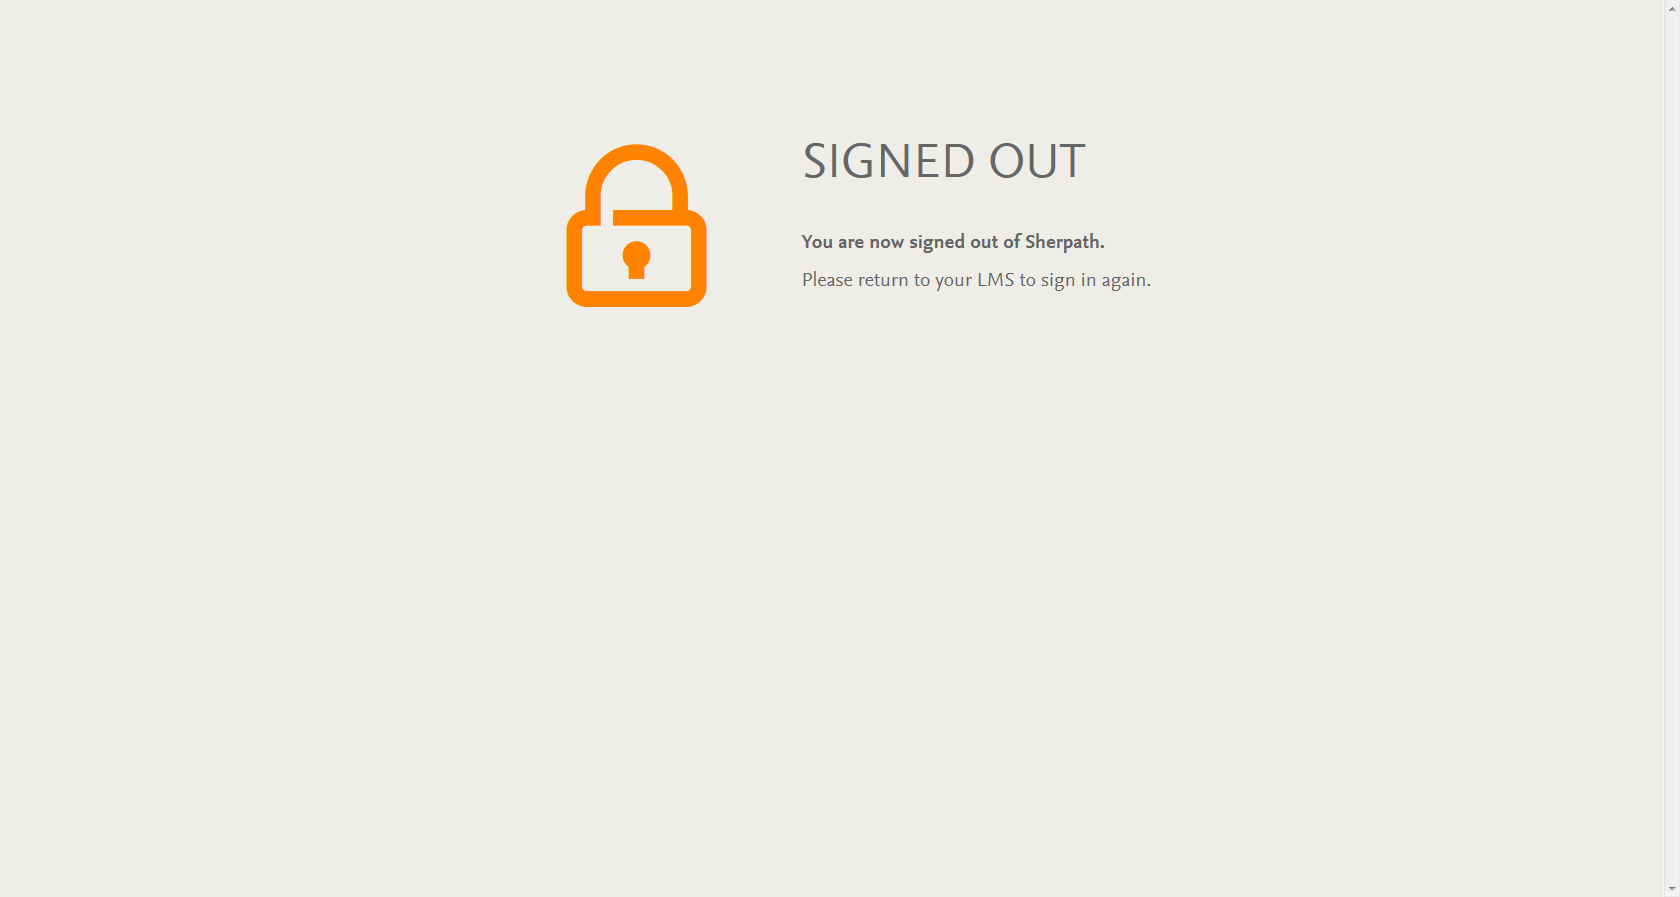 SIGNED OUT
You are now signed out of Sherpath.
Please return to your LMS to sign in again.